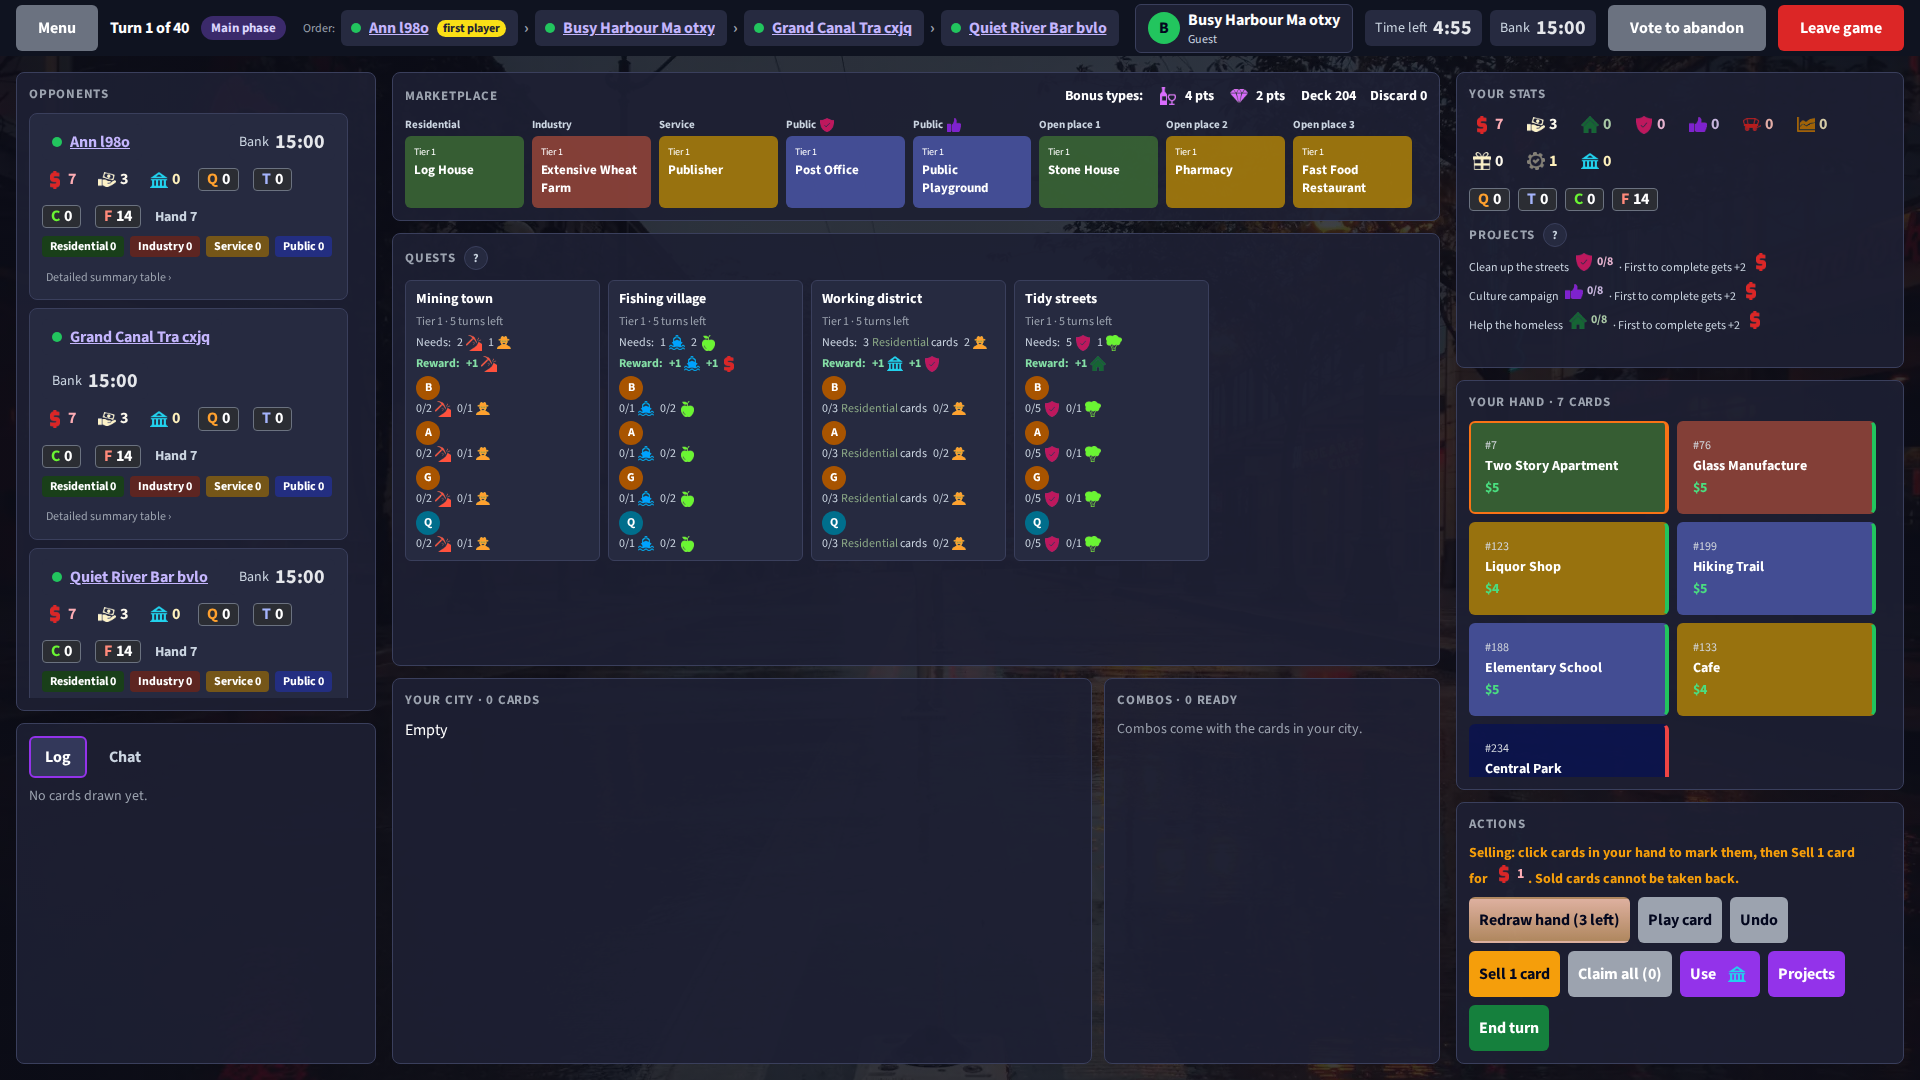 Menu
Turn 1 of 40
Main phase
Order:
Ann l98o first player
›
Busy Harbour Ma otxy
›
Grand Canal Tra cxjq
›
Quiet River Bar bvlo
B
Busy Harbour Ma otxy
Guest
Time left 4:55
Bank 15:00
Vote to abandon
Leave game
OPPONENTS
Ann l98o
Bank 15:00
7 3 0 Q 0 T 0
C 0 F 14 Hand 7
Residential 0 Industry 0 Service 0 Public 0
Detailed summary table ›
Grand Canal Tra cxjq
Bank 15:00
7 3 0 Q 0 T 0
C 0 F 14 Hand 7
Residential 0 Industry 0 Service 0 Public 0
Detailed summary table ›
Quiet River Bar bvlo
Bank 15:00
7 3 0 Q 0 T 0
C 0 F 14 Hand 7
Residential 0 Industry 0 Service 0 Public 0
Log
Chat
No cards drawn yet.
MARKETPLACE
Bonus types: 4 pts 2 pts Deck 204 Discard 0
Residential
Tier 1
Log House
Industry
Tier 1
Extensive Wheat
Farm
Service
Tier 1
Publisher
Public
Tier 1
Post Office
Public
Tier 1
Public
Playground
Open place 1
Tier 1
Stone House
Open place 2
Tier 1
Pharmacy
Open place 3
Tier 1
Fast Food
Restaurant
QUESTS ?
Mining town
Tier 1 · 5 turns left
Needs: 2 1
Reward: +1
B
0/2 0/1
A
0/2 0/1
G
0/2 0/1
Q
0/2 0/1
Fishing village
Tier 1 · 5 turns left
Needs: 1 2
Reward: +1 +1
B
0/1 0/2
A
0/1 0/2
G
0/1 0/2
Q
0/1 0/2
Working district
Tier 1 · 5 turns left
Needs: 3 Residential cards 2
Reward: +1 +1
B
0/3 Residential cards 0/2
A
0/3 Residential cards 0/2
G
0/3 Residential cards 0/2
Q
0/3 Residential cards 0/2
Tidy streets
Tier 1 · 5 turns left
Needs: 5 1
Reward: +1
B
0/5 0/1
A
0/5 0/1
G
0/5 0/1
Q
0/5 0/1
YOUR CITY · 0 CARDS
Empty
COMBOS · 0 READY
Combos come with the cards in your city.
YOUR STATS
7 3 0 0 0 0 0
0 1 0
Q 0 T 0 C 0 F 14
PROJECTS ?
Clean up the streets 0/8 · First to complete gets +2
Culture campaign 0/8 · First to complete gets +2
Help the homeless 0/8 · First to complete gets +2
YOUR HAND · 7 CARDS
#7
Two Story Apartment
$5
#76
Glass Manufacture
$5
#123
Liquor Shop
$4
#199
Hiking Trail
$5
#188
Elementary School
$5
#133
Cafe
$4
#234
Central Park
ACTIONS
Selling: click cards in your hand to mark them, then Sell 1 card
for 1 . Sold cards cannot be taken back.
Redraw hand (3 left)
Play card
Undo
Sell 1 card
Claim all (0)
Use
Projects
End turn